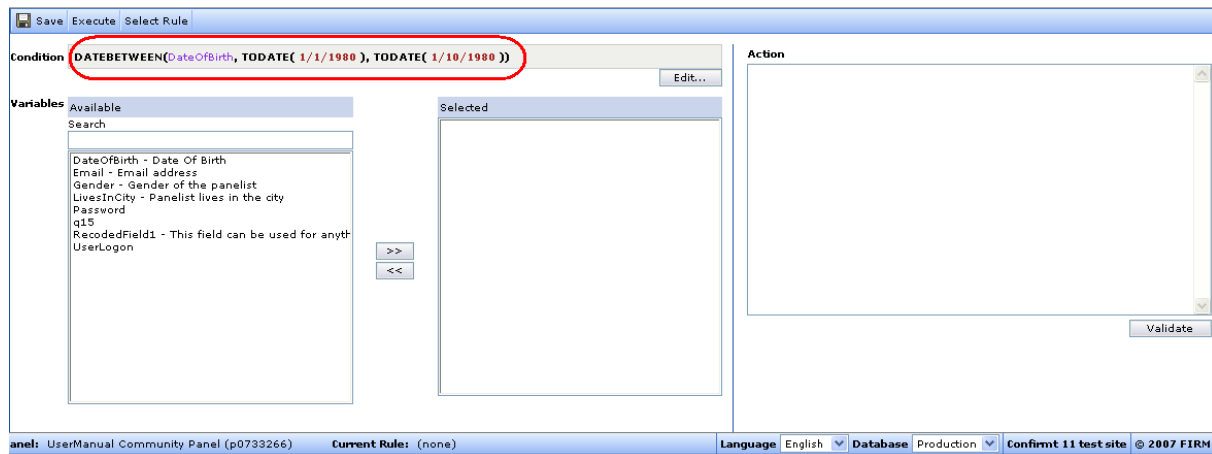 Save Execute Select Rule
Condition DATEBETWEEN(DateOfBirth, TODATE( 1/1/1980 ), TODATE( 1/10/1980 ))
Edit...
Variables Available
Search
DateOfBirth - Date Of Birth
Email - Email address
Gender - Gender of the panelist
LivesInCity - Panelist lives in the city
Password
q15
RecodedField1 - This field can be used for anyth
UserLogon
>>
<<
Selected
Action
Validate
anel: UserManual Community Panel (p0733266) Current Rule: (none) Language English Database Production Confirmt 11 test site © 2007 FIRM